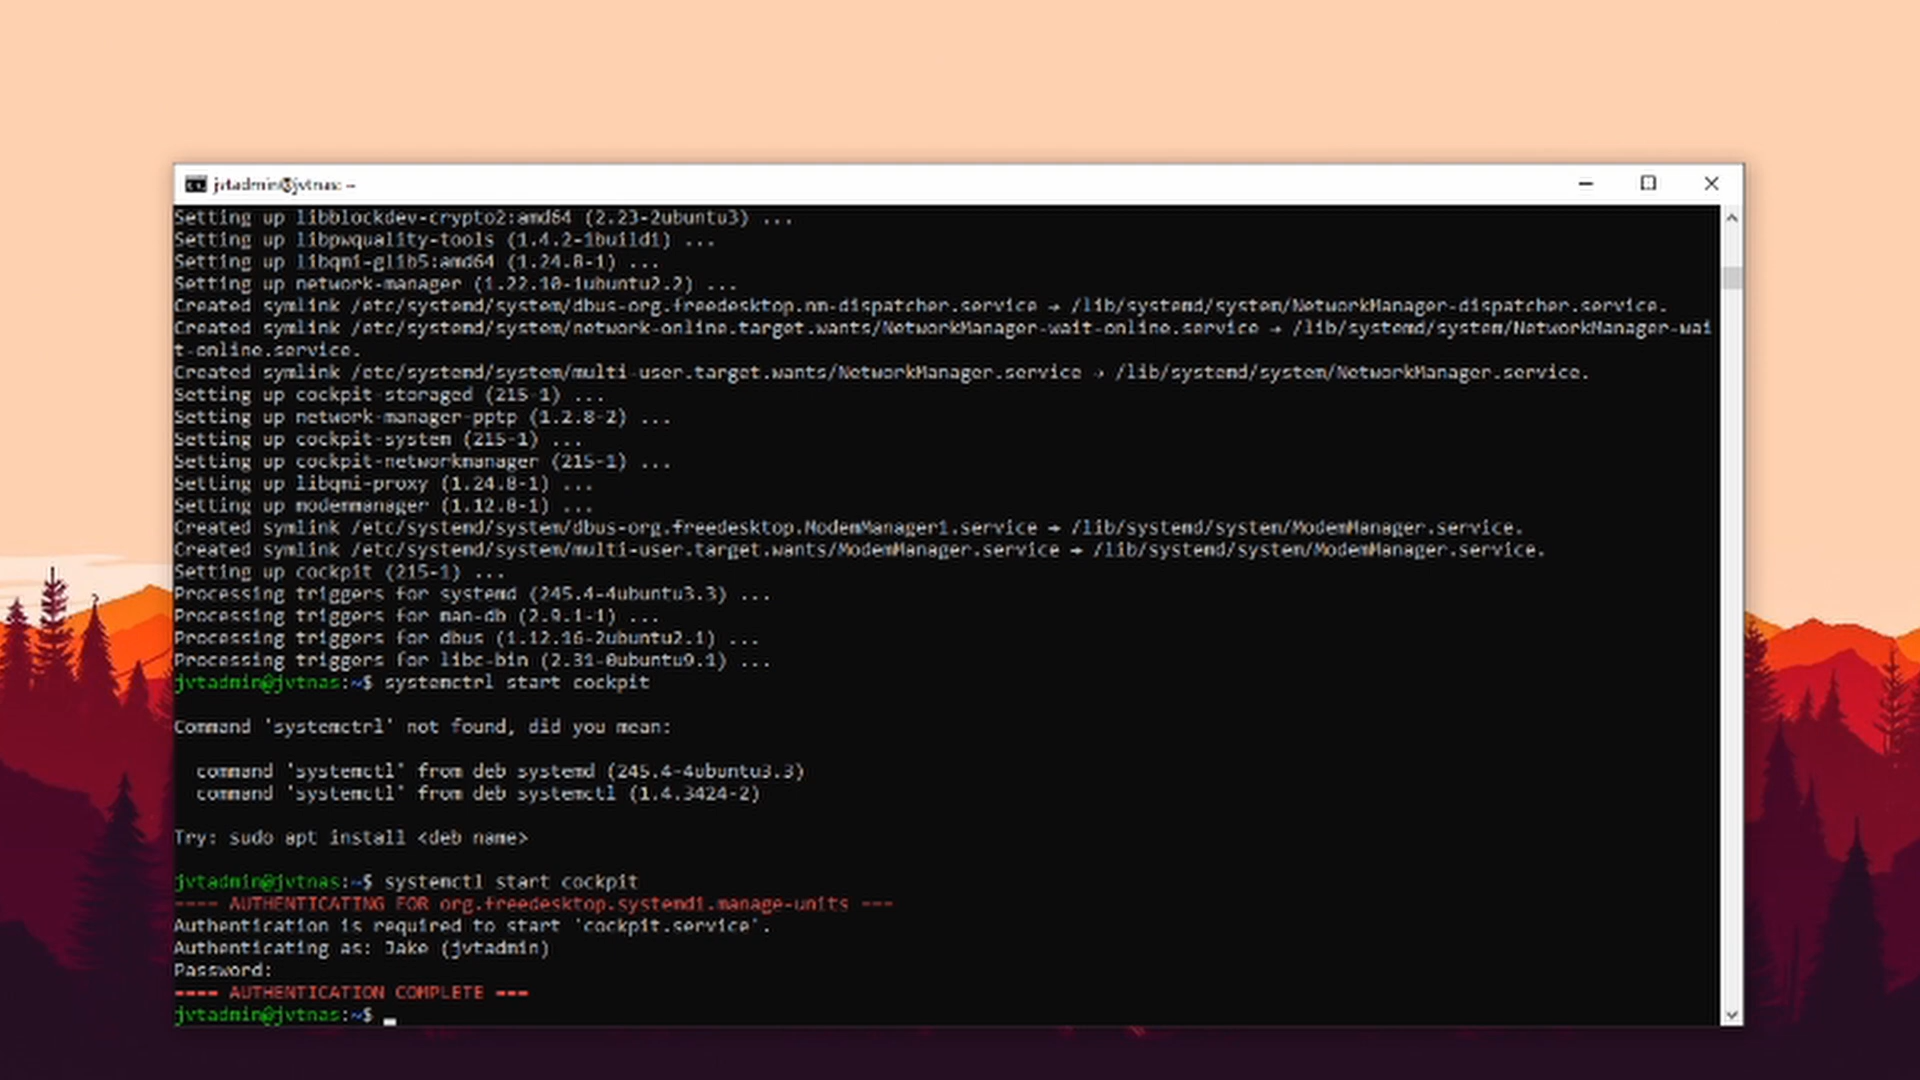 jvtadmin@jvtnas: ~
Setting up libblockdev-crypto2:amd64 (2.23-2ubuntu3) ...
Setting up libpwquality-tools (1.4.2-1build1) ...
Setting up libqmi-glib5:amd64 (1.24.8-1) ...
Setting up network-manager (1.22.10-1ubuntu2.2) ...
Created symlink /etc/systemd/system/dbus-org.freedesktop.nm-dispatcher.service → /lib/systemd/system/NetworkManager-dispatcher.service.
Created symlink /etc/systemd/system/network-online.target.wants/NetworkManager-wait-online.service → /lib/systemd/system/NetworkManager-wai
t-online.service.
Created symlink /etc/systemd/system/multi-user.target.wants/NetworkManager.service → /lib/systemd/system/NetworkManager.service.
Setting up cockpit-storaged (215-1) ...
Setting up network-manager-pptp (1.2.8-2) ...
Setting up cockpit-system (215-1) ...
Setting up cockpit-networkmanager (215-1) ...
Setting up libqmi-proxy (1.24.8-1) ...
Setting up modemmanager (1.12.8-1) ...
Created symlink /etc/systemd/system/dbus-org.freedesktop.ModemManager1.service → /lib/systemd/system/ModemManager.service.
Created symlink /etc/systemd/system/multi-user.target.wants/ModemManager.service → /lib/systemd/system/ModemManager.service.
Setting up cockpit (215-1) ...
Processing triggers for systemd (245.4-4ubuntu3.3) ...
Processing triggers for man-db (2.9.1-1) ...
Processing triggers for dbus (1.12.16-2ubuntu2.1) ...
Processing triggers for libc-bin (2.31-0ubuntu9.1) ...
jvtadmin@jvtnas:~$ systemctrl start cockpit
Command 'systemctrl' not found, did you mean:
command 'systemctl' from deb systemd (245.4-4ubuntu3.3)
command 'systemctl' from deb systemctl (1.4.3424-2)
Try: sudo apt install <deb name>
jvtadmin@jvtnas:~$ systemctl start cockpit
==== AUTHENTICATING FOR org.freedesktop.systemd1.manage-units ===
Authentication is required to start 'cockpit.service'.
Authenticating as: Jake (jvtadmin)
Password:
==== AUTHENTICATION COMPLETE ===
jvtadmin@jvtnas:~$